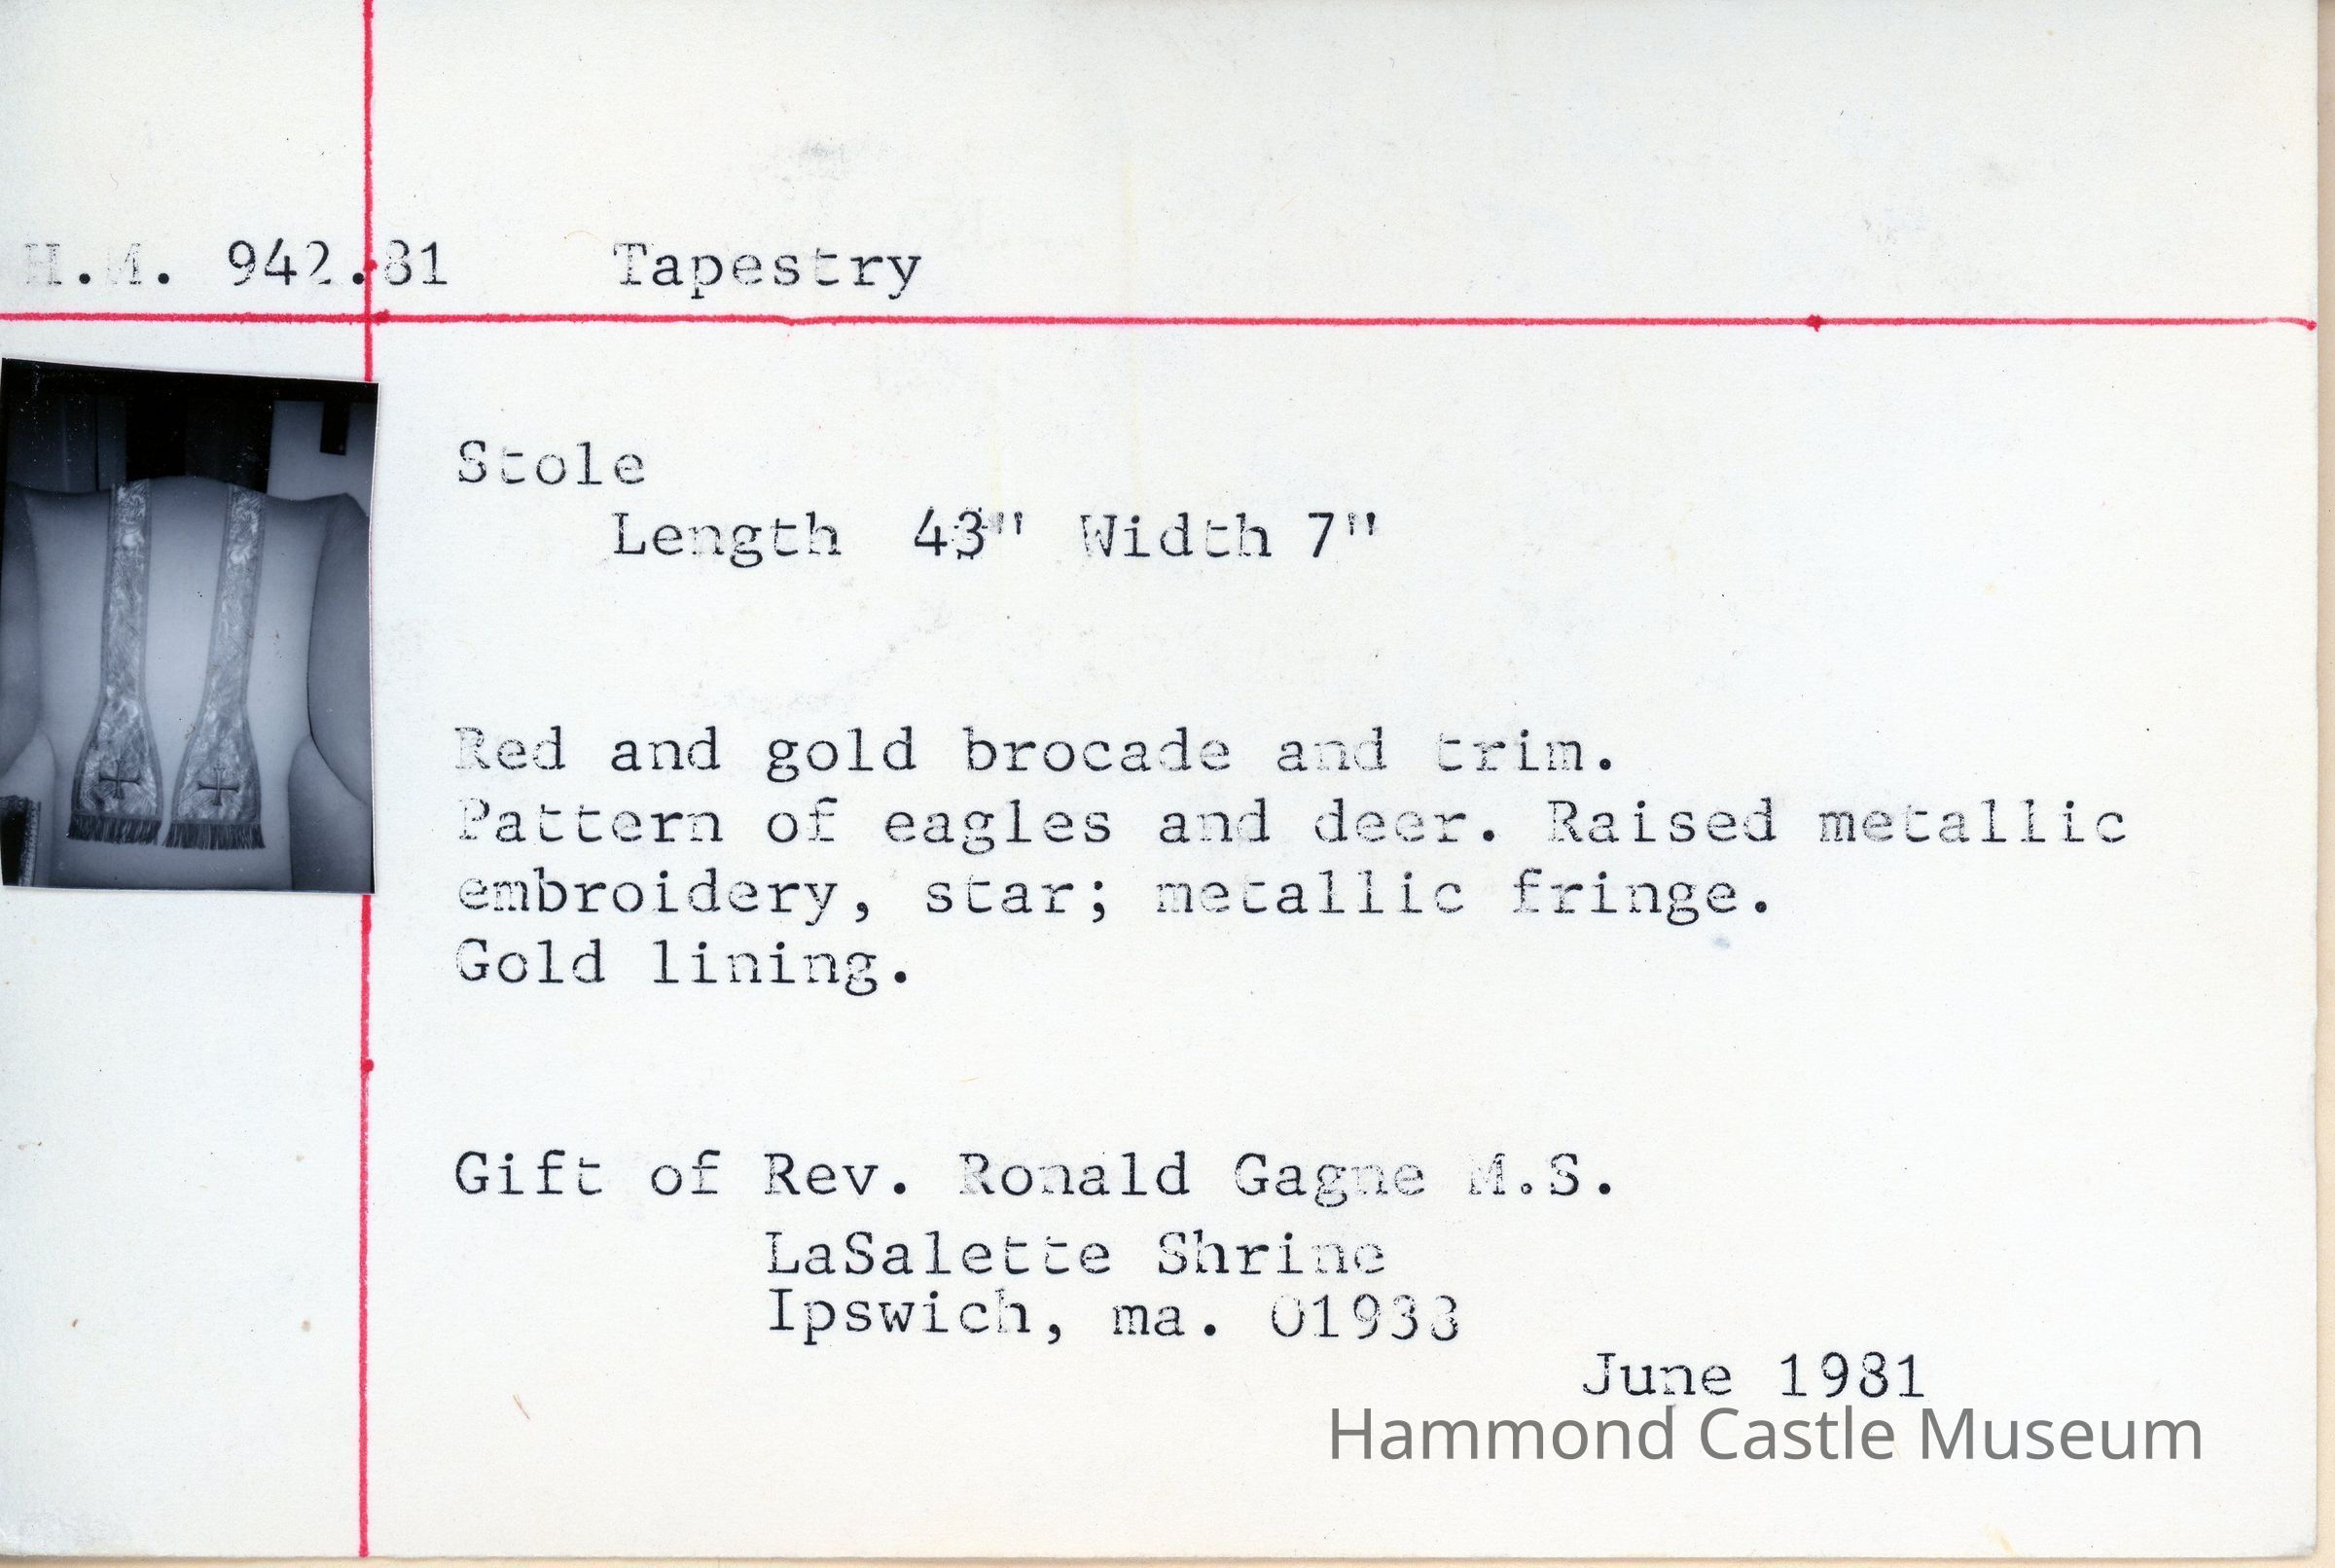 H.M. 942.81 Tapestry
Stole
Length 43" Width 7"
Red and gold brocade and trim.
Pattern of eagles and deer. Raised metallic
embroidery, star; metallic fringe.
Gold lining.
Gift of Rev. Ronald Gagne M.S.
LaSalette Shrine
Ipswich, ma. 01938
June 1981
Hammond Castle Museum